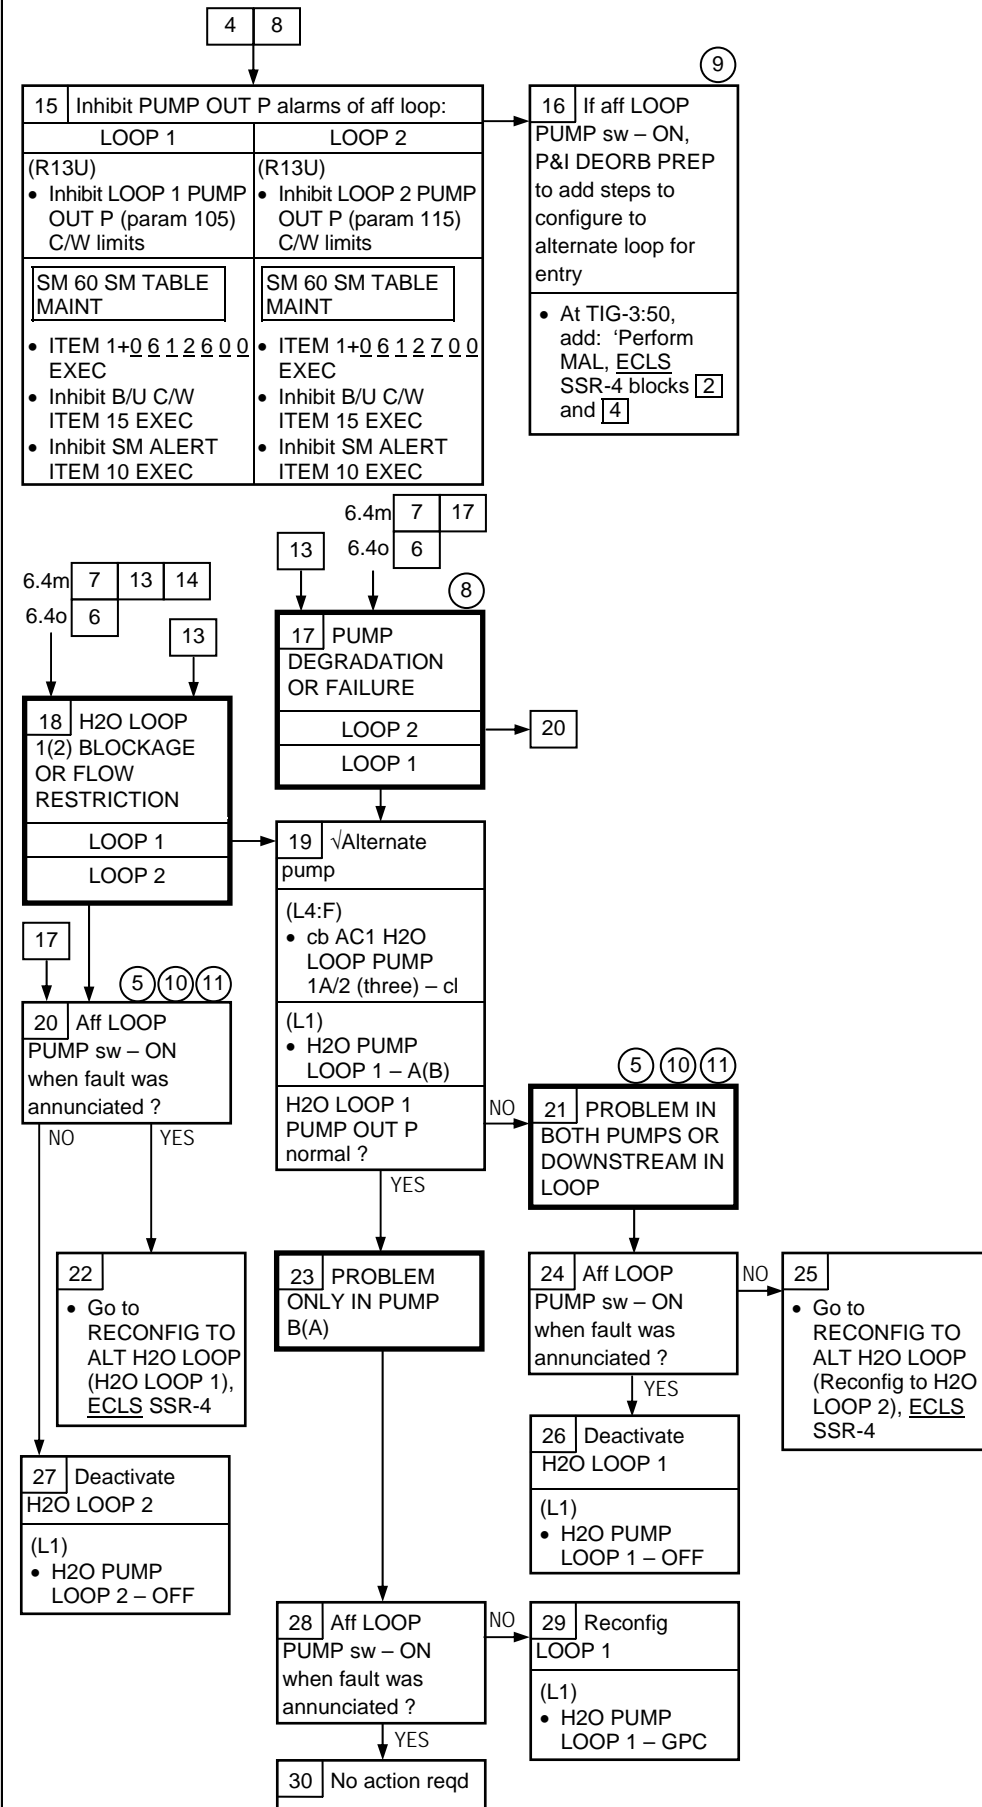 4 8
9
15 Inhibit PUMP OUT P alarms of aff loop:
LOOP 1
LOOP 2
(R13U)
• Inhibit LOOP 1 PUMP
OUT P (param 105)
C/W limits
(R13U)
• Inhibit LOOP 2 PUMP
OUT P (param 115)
C/W limits
SM 60 SM TABLE
MAINT
SM 60 SM TABLE
MAINT
• ITEM 1+0 6 1 2 6 0 0
EXEC
• Inhibit B/U C/W
ITEM 15 EXEC
• Inhibit SM ALERT
ITEM 10 EXEC
• ITEM 1+0 6 1 2 7 0 0
EXEC
• Inhibit B/U C/W
ITEM 15 EXEC
• Inhibit SM ALERT
ITEM 10 EXEC
16 If aff LOOP
PUMP sw – ON,
P&I DEORB PREP
to add steps to
configure to
alternate loop for
entry
• At TIG-3:50,
add: 'Perform
MAL, ECLS
SSR-4 blocks 2
and 4
6.4m 7 17
13
6.4o 6
8
6.4m 7 13 14
6.4o 6
13
17 PUMP
DEGRADATION
OR FAILURE
LOOP 2
LOOP 1
20
18 H2O LOOP
1(2) BLOCKAGE
OR FLOW
RESTRICTION
LOOP 1
LOOP 2
19 √Alternate
pump
(L4:F)
• cb AC1 H2O
LOOP PUMP
1A/2 (three) – cl
(L1)
• H2O PUMP
LOOP 1 – A(B)
H2O LOOP 1
PUMP OUT P
normal ?
NO
YES
17
5 10 11
20 Aff LOOP
PUMP sw – ON
when fault was
annunciated ?
NO
YES
5 10 11
21 PROBLEM IN
BOTH PUMPS OR
DOWNSTREAM IN
LOOP
22
• Go to
RECONFIG TO
ALT H2O LOOP
(H2O LOOP 1),
ECLS SSR-4
23 PROBLEM
ONLY IN PUMP
B(A)
24 Aff LOOP
PUMP sw – ON
when fault was
annunciated ?
NO
YES
25
• Go to
RECONFIG TO
ALT H2O LOOP
(Reconfig to H2O
LOOP 2), ECLS
SSR-4
26 Deactivate
H2O LOOP 1
(L1)
• H2O PUMP
LOOP 1 – OFF
27 Deactivate
H2O LOOP 2
(L1)
• H2O PUMP
LOOP 2 – OFF
28 Aff LOOP
PUMP sw – ON
when fault was
annunciated ?
NO
YES
29 Reconfig
LOOP 1
(L1)
• H2O PUMP
LOOP 1 – GPC
30 No action reqd